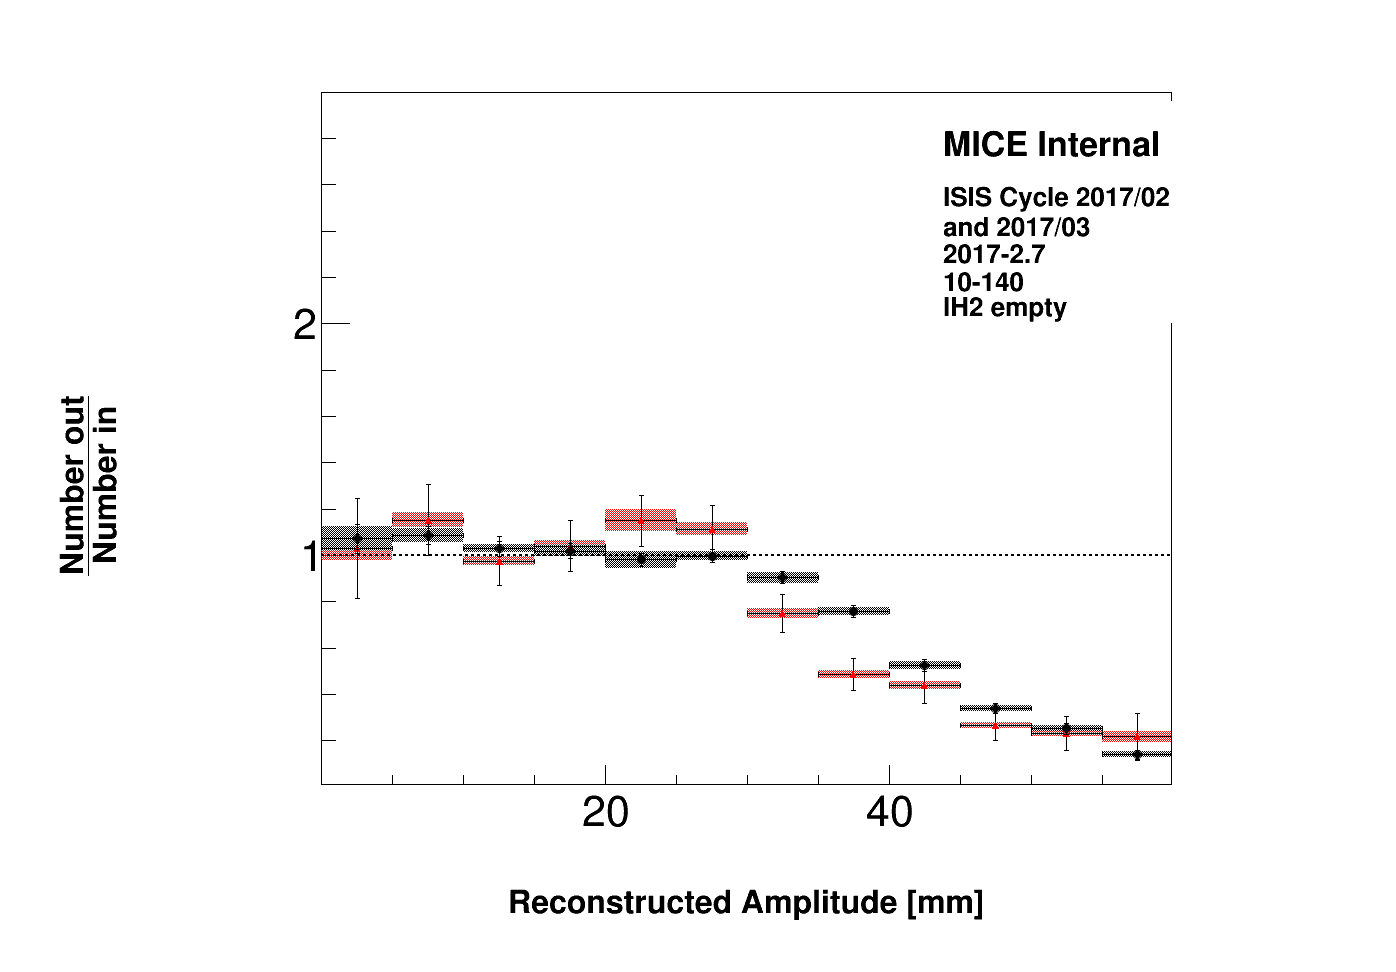 MICE Internal
ISIS Cycle 2017/02
and 2017/03
2017-2.7
10-140
lH2 empty
2
1
Number out
Number in
20
40
Reconstructed Amplitude [mm]